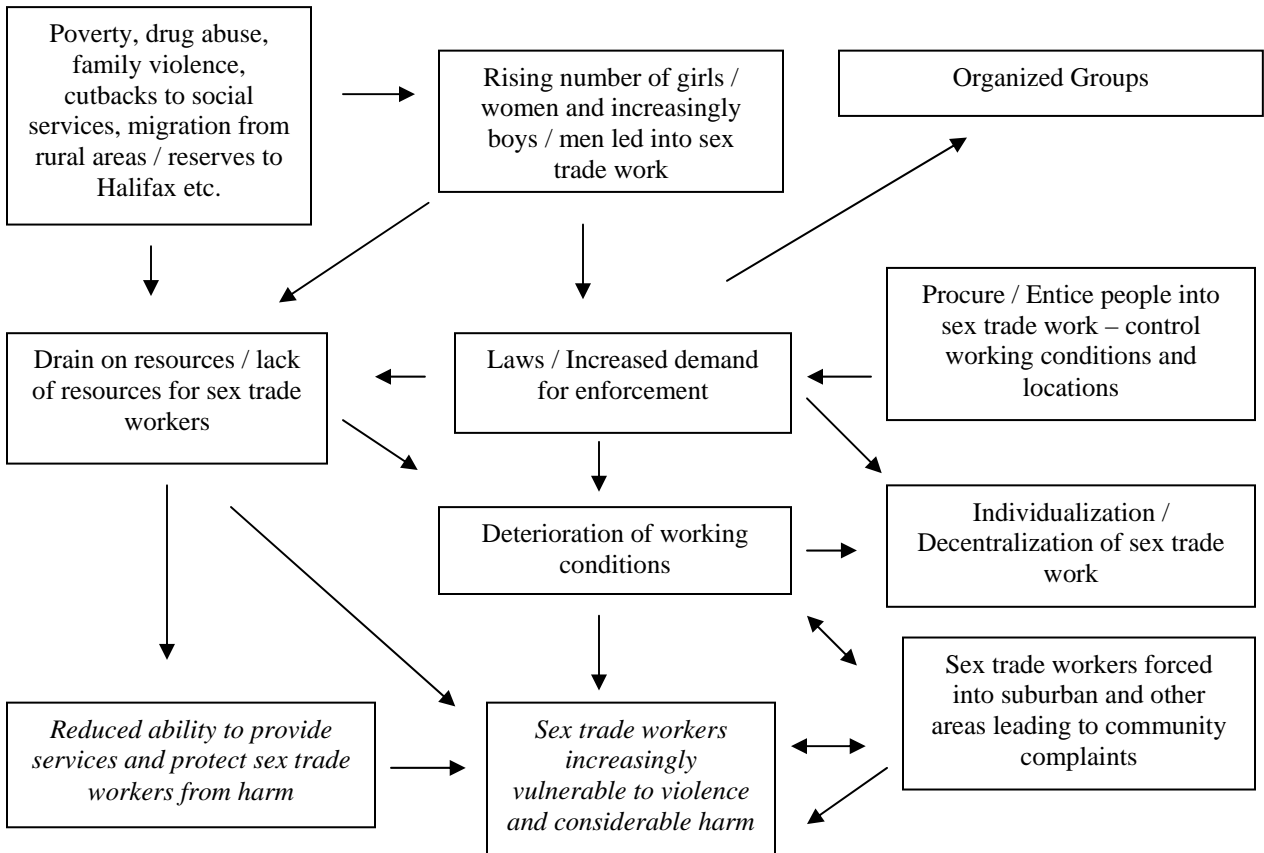 Poverty, drug abuse,
family violence,
cutbacks to social
services, migration from
rural areas / reserves to
Halifax etc.
Rising number of girls /
women and increasingly
boys / men led into sex
trade work
Organized Groups
Procure / Entice people into
sex trade work – control
working conditions and
locations
Drain on resources / lack
of resources for sex trade
workers
Laws / Increased demand
for enforcement
Deterioration of working
conditions
Individualization /
Decentralization of sex trade
work
Sex trade workers forced
into suburban and other
areas leading to community
complaints
Reduced ability to provide
services and protect sex trade
workers from harm
Sex trade workers
increasingly
vulnerable to violence
and considerable harm